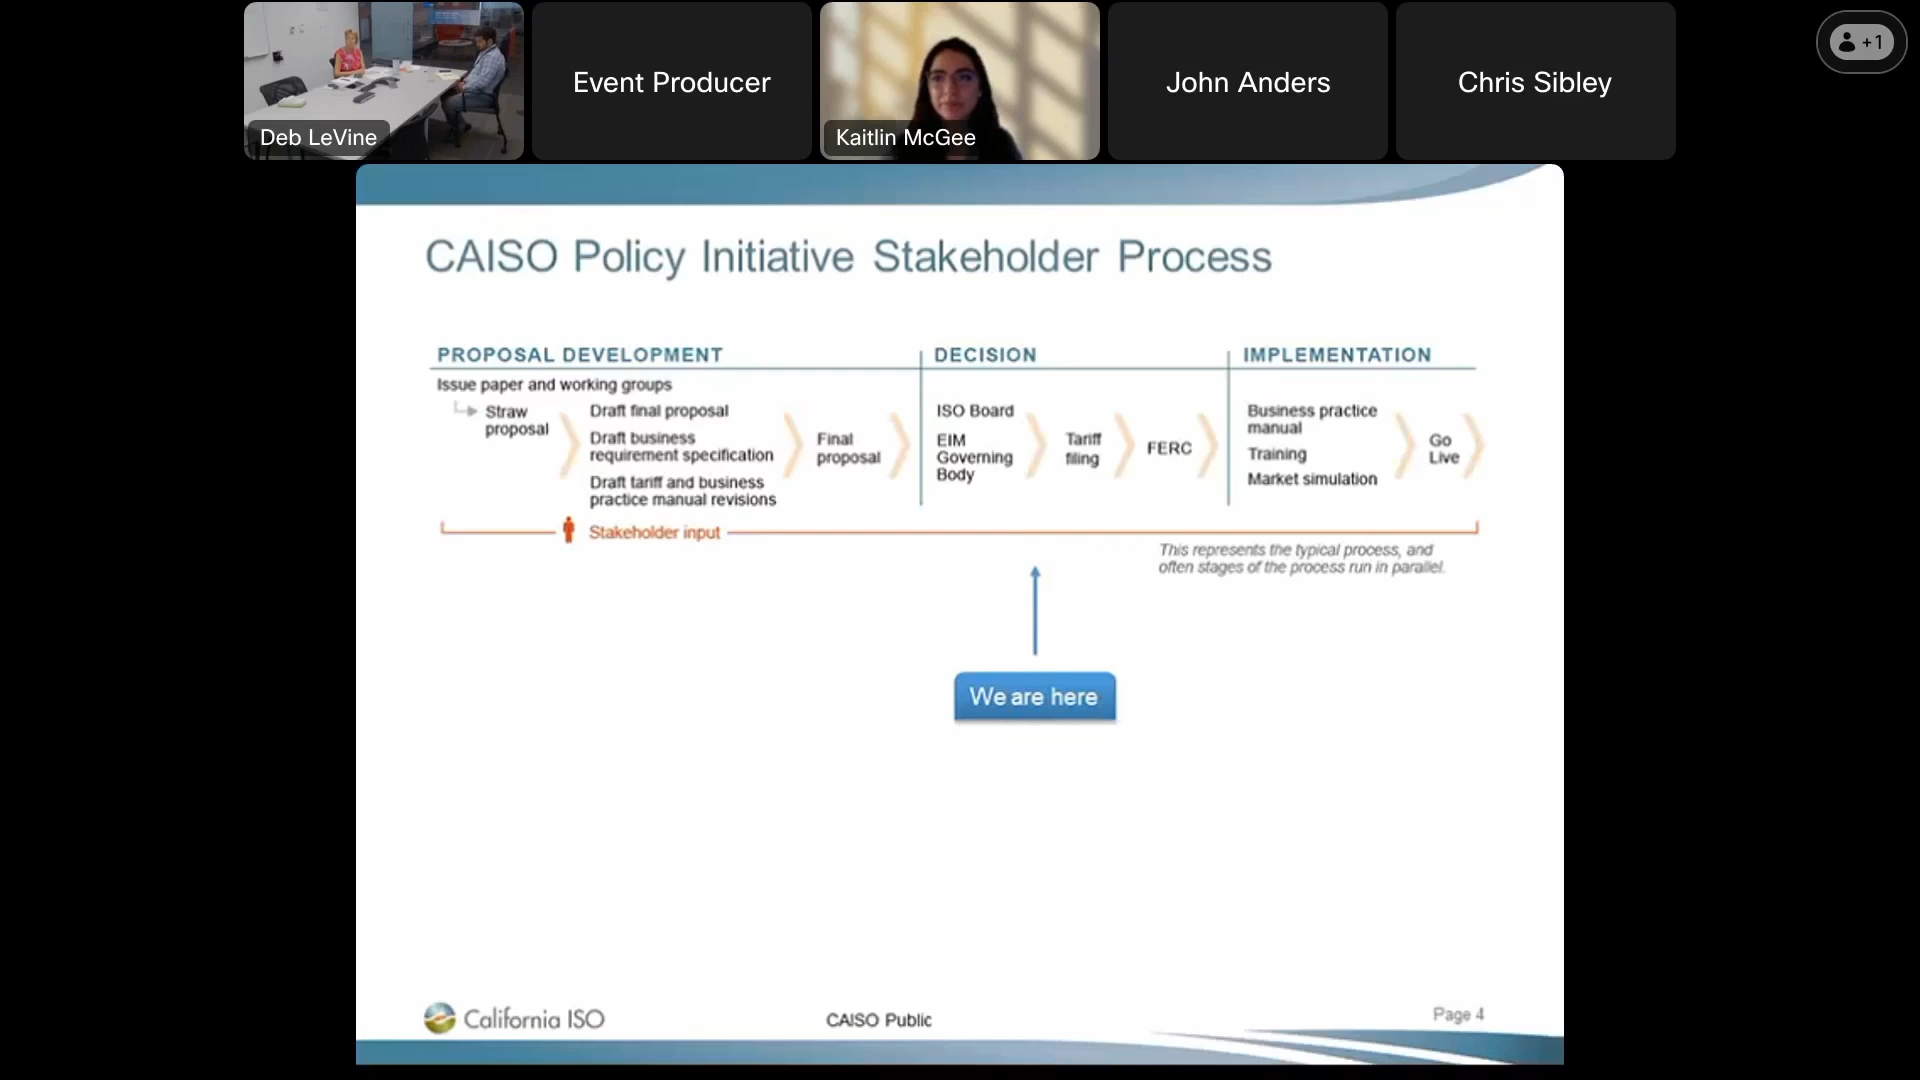 Deb LeVine
Event Producer
Kaitlin McGee
John Anders
Chris Sibley
+1
CAISO Policy Initiative Stakeholder Process
PROPOSAL DEVELOPMENT
Issue paper and working groups
Straw
proposal
Draft final proposal
Draft business
requirement specification
Draft tariff and business
practice manual revisions
Final
proposal
DECISION
ISO Board
EIM
Governing
Body
Tariff
filing
FERC
IMPLEMENTATION
Business practice
manual
Training
Market simulation
Go
Live
Stakeholder input
This represents the typical process, and
often stages of the process run in parallel.
We are here
California ISO
CAISO Public
Page 4